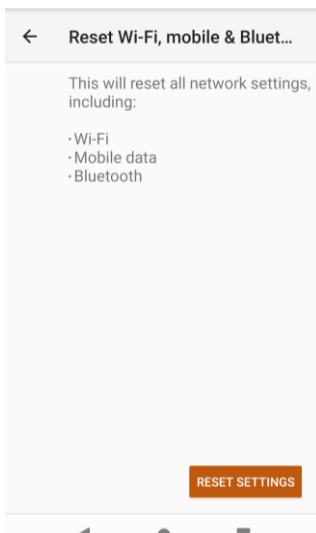 Reset Wi-Fi, mobile & Bluet...
This will reset all network settings,
including:
·Wi-Fi
·Mobile data
·Bluetooth
RESET SETTINGS